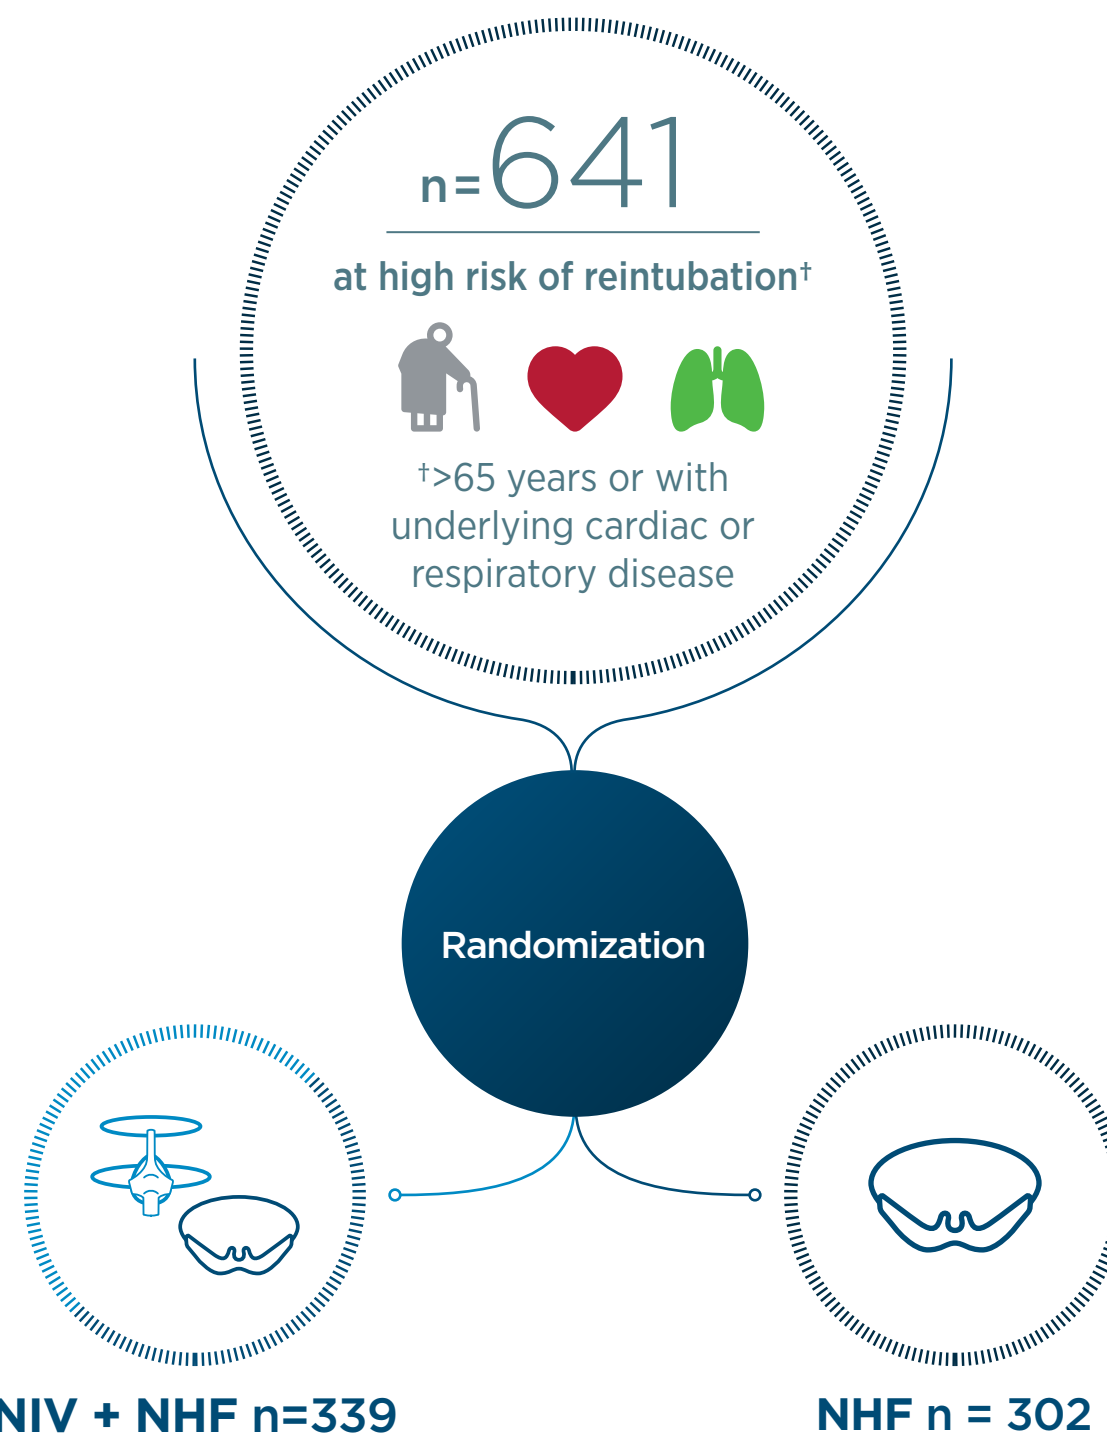 n=641
at high risk of reintubation†
†>65 years or with
underlying cardiac or
respiratory disease
Randomization
NIV + NHF n=339
NHF n = 302